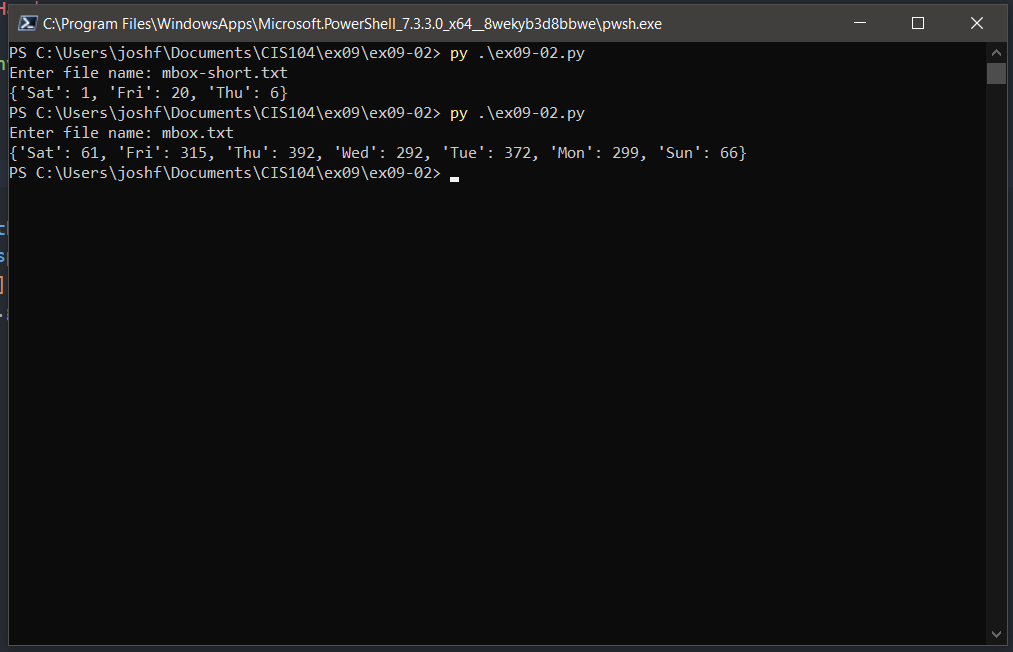 C:\Program Files\WindowsApps\Microsoft.PowerShell_7.3.3.0_x64__8wekyb3d8bbwe\pwsh.exe
PS C:\Users\joshf\Documents\CIS104\ex09\ex09-02> py .\ex09-02.py
Enter file name: mbox-short.txt
{'Sat': 1, 'Fri': 20, 'Thu': 6}
PS C:\Users\joshf\Documents\CIS104\ex09\ex09-02> py .\ex09-02.py
Enter file name: mbox.txt
{'Sat': 61, 'Fri': 315, 'Thu': 392, 'Wed': 292, 'Tue': 372, 'Mon': 299, 'Sun': 66}
PS C:\Users\joshf\Documents\CIS104\ex09\ex09-02>